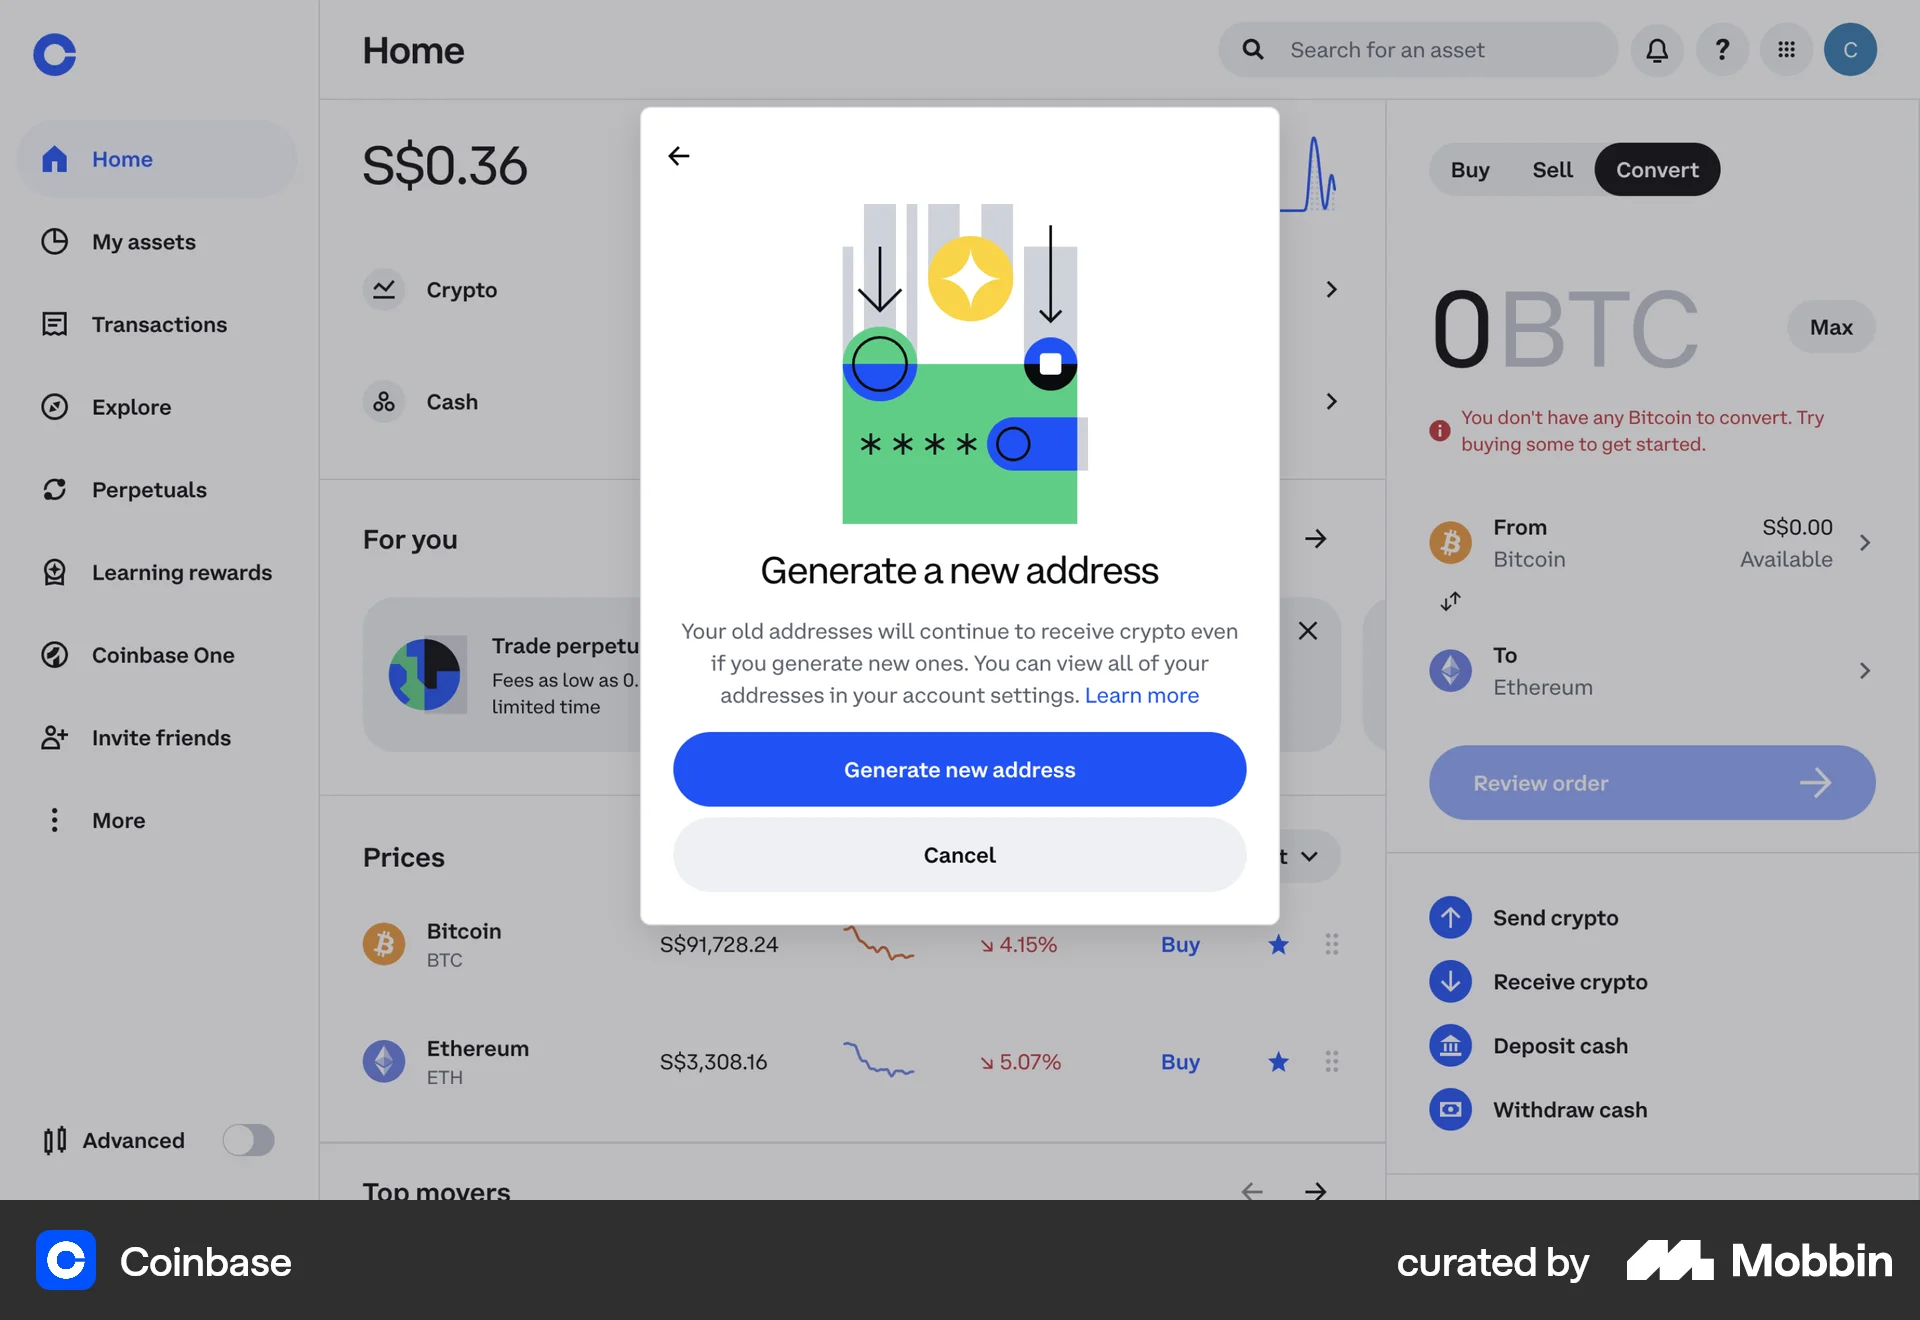 Home
Search for an asset
C
Home
My assets
Transactions
Explore
Perpetuals
Learning rewards
Coinbase One
Invite friends
More
Advanced
S$0.36
Crypto
Cash
For you
Trade perpetu
Fees as low as 0.
limited time
Prices
t
Bitcoin
BTC
S$91,728.24
4.15%
Buy
Ethereum
ETH
S$3,308.16
5.07%
Buy
Top movers
****
Generate a new address
Your old addresses will continue to receive crypto even
if you generate new ones. You can view all of your
addresses in your account settings. Learn more
Generate new address
Cancel
Buy
Sell
Convert
0BTC
Max
You don't have any Bitcoin to convert. Try
buying some to get started.
From
Bitcoin
S$0.00
Available
To
Ethereum
Review order
Send crypto
Receive crypto
Deposit cash
Withdraw cash
Coinbase
curated by
Mobbin